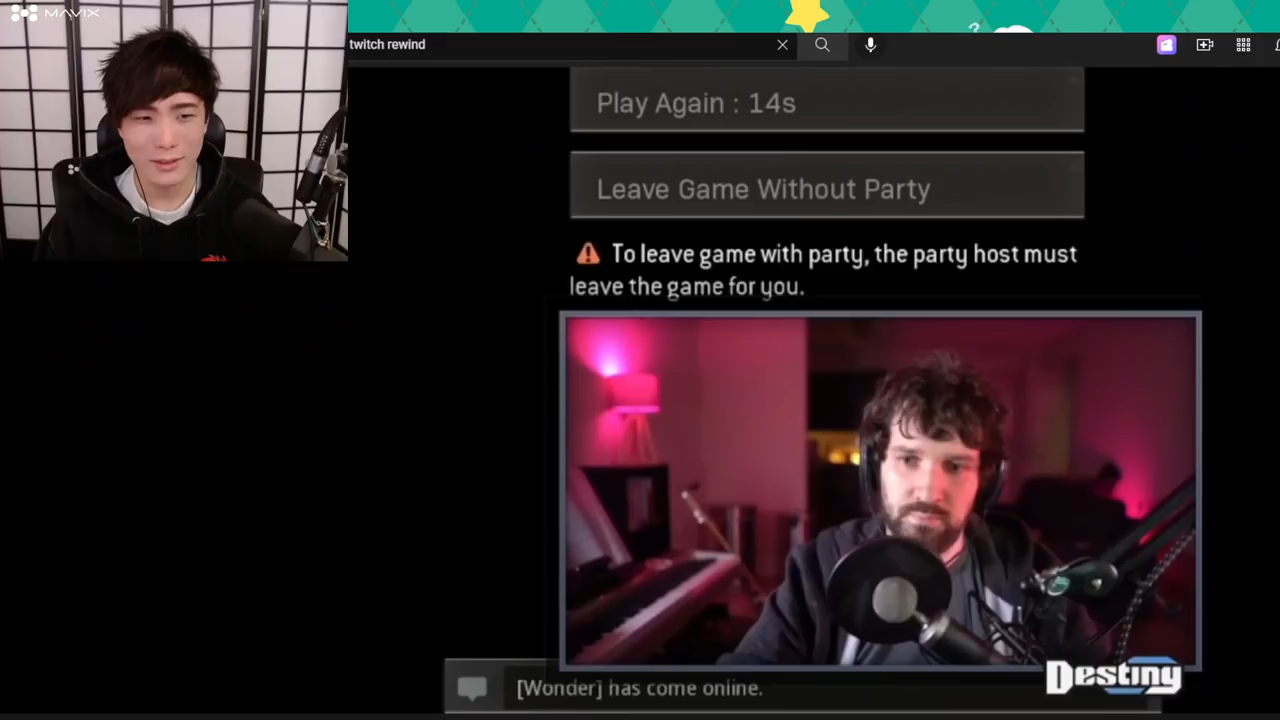 MAVIX
twitch rewind
?
Play Again : 14s
Leave Game Without Party
To leave game with party, the party host must
leave the game for you.
Destiny
[Wonder] has come online.